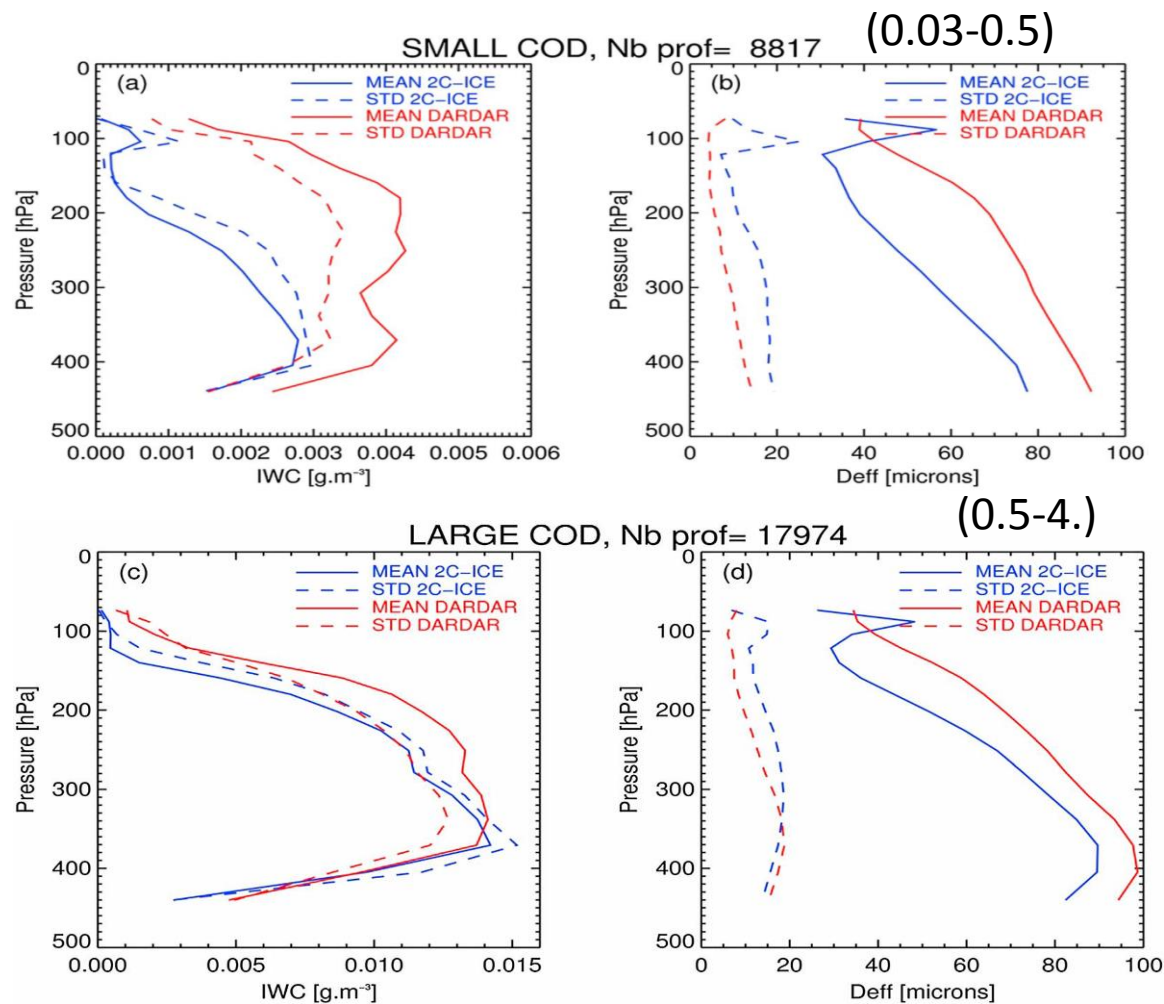 SMALL COD, Nb prof= 8817 (0.03-0.5)
(a)
MEAN 2C-ICE
STD 2C-ICE
MEAN DARDAR
STD DARDAR
Pressure [hPa]
0
100
200
300
400
500
0.000 0.001 0.002 0.003 0.004 0.005 0.006
IWC [g.m⁻³]
(b)
MEAN 2C-ICE
STD 2C-ICE
MEAN DARDAR
STD DARDAR
Pressure [hPa]
0
100
200
300
400
500
0 20 40 60 80 100
Deff [microns]
LARGE COD, Nb prof= 17974 (0.5-4.)
(c)
MEAN 2C-ICE
STD 2C-ICE
MEAN DARDAR
STD DARDAR
Pressure [hPa]
0
100
200
300
400
500
0.000 0.005 0.010 0.015
IWC [g.m⁻³]
(d)
MEAN 2C-ICE
STD 2C-ICE
MEAN DARDAR
STD DARDAR
Pressure [hPa]
0
100
200
300
400
500
0 20 40 60 80 100
Deff [microns]